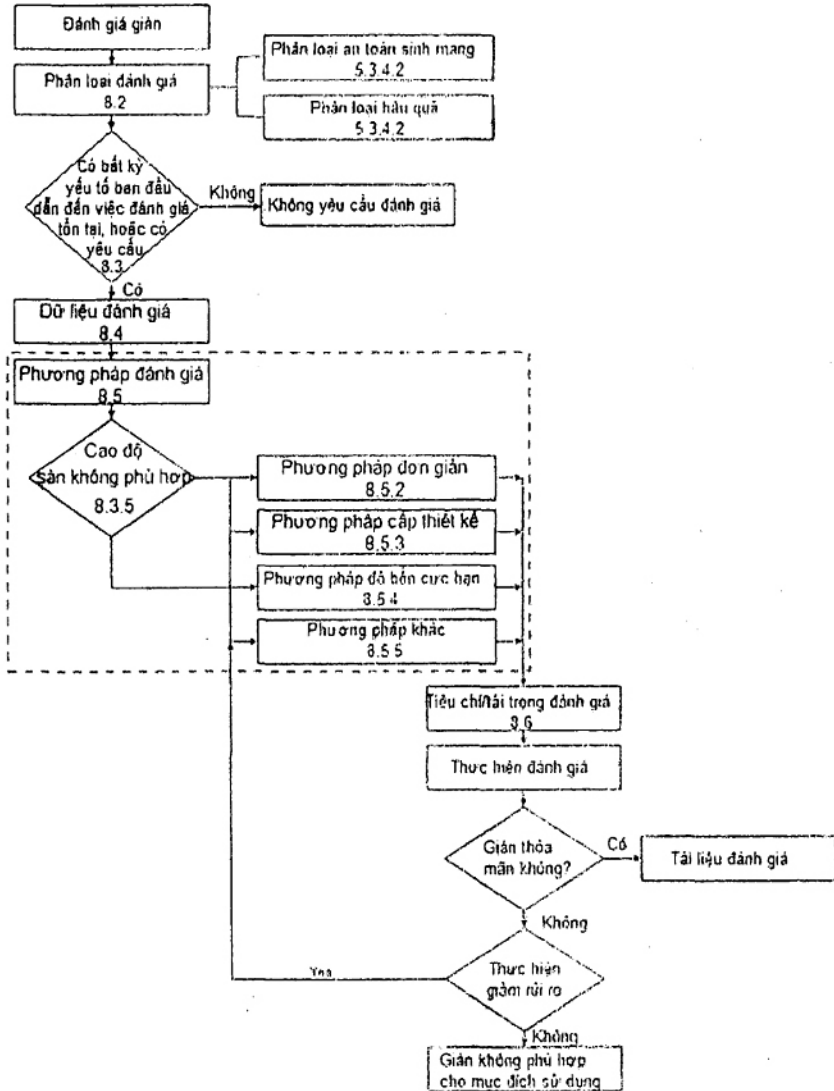 Đánh giá giàn
Phân loại đánh giá
8.2
Phân loại an toàn sinh mạng
5.3.4.2
Phân loại hậu quả
5.3.4.2
Có bất kỳ
yếu tố ban đầu
dẫn đến việc đánh giá
tồn tại, hoặc có
yêu cầu
8.3
Không
Không yêu cầu đánh giá
Có
Dữ liệu đánh giá
8.4
Phương pháp đánh giá
8.5
Cao độ
sàn không phù hợp
8.3.5
Phương pháp đơn giản
8.5.2
Phương pháp cấp thiết kế
8.5.3
Phương pháp độ bền cực hạn
8.5.4
Phương pháp khác
8.5.5
Tiêu chí/tải trọng đánh giá
8.6
Thực hiện đánh giá
Giàn thỏa
mãn không?
Có
Tài liệu đánh giá
Không
Thực hiện
giảm rủi ro
Yes
Không
Giàn không phù hợp
cho mục đích sử dụng